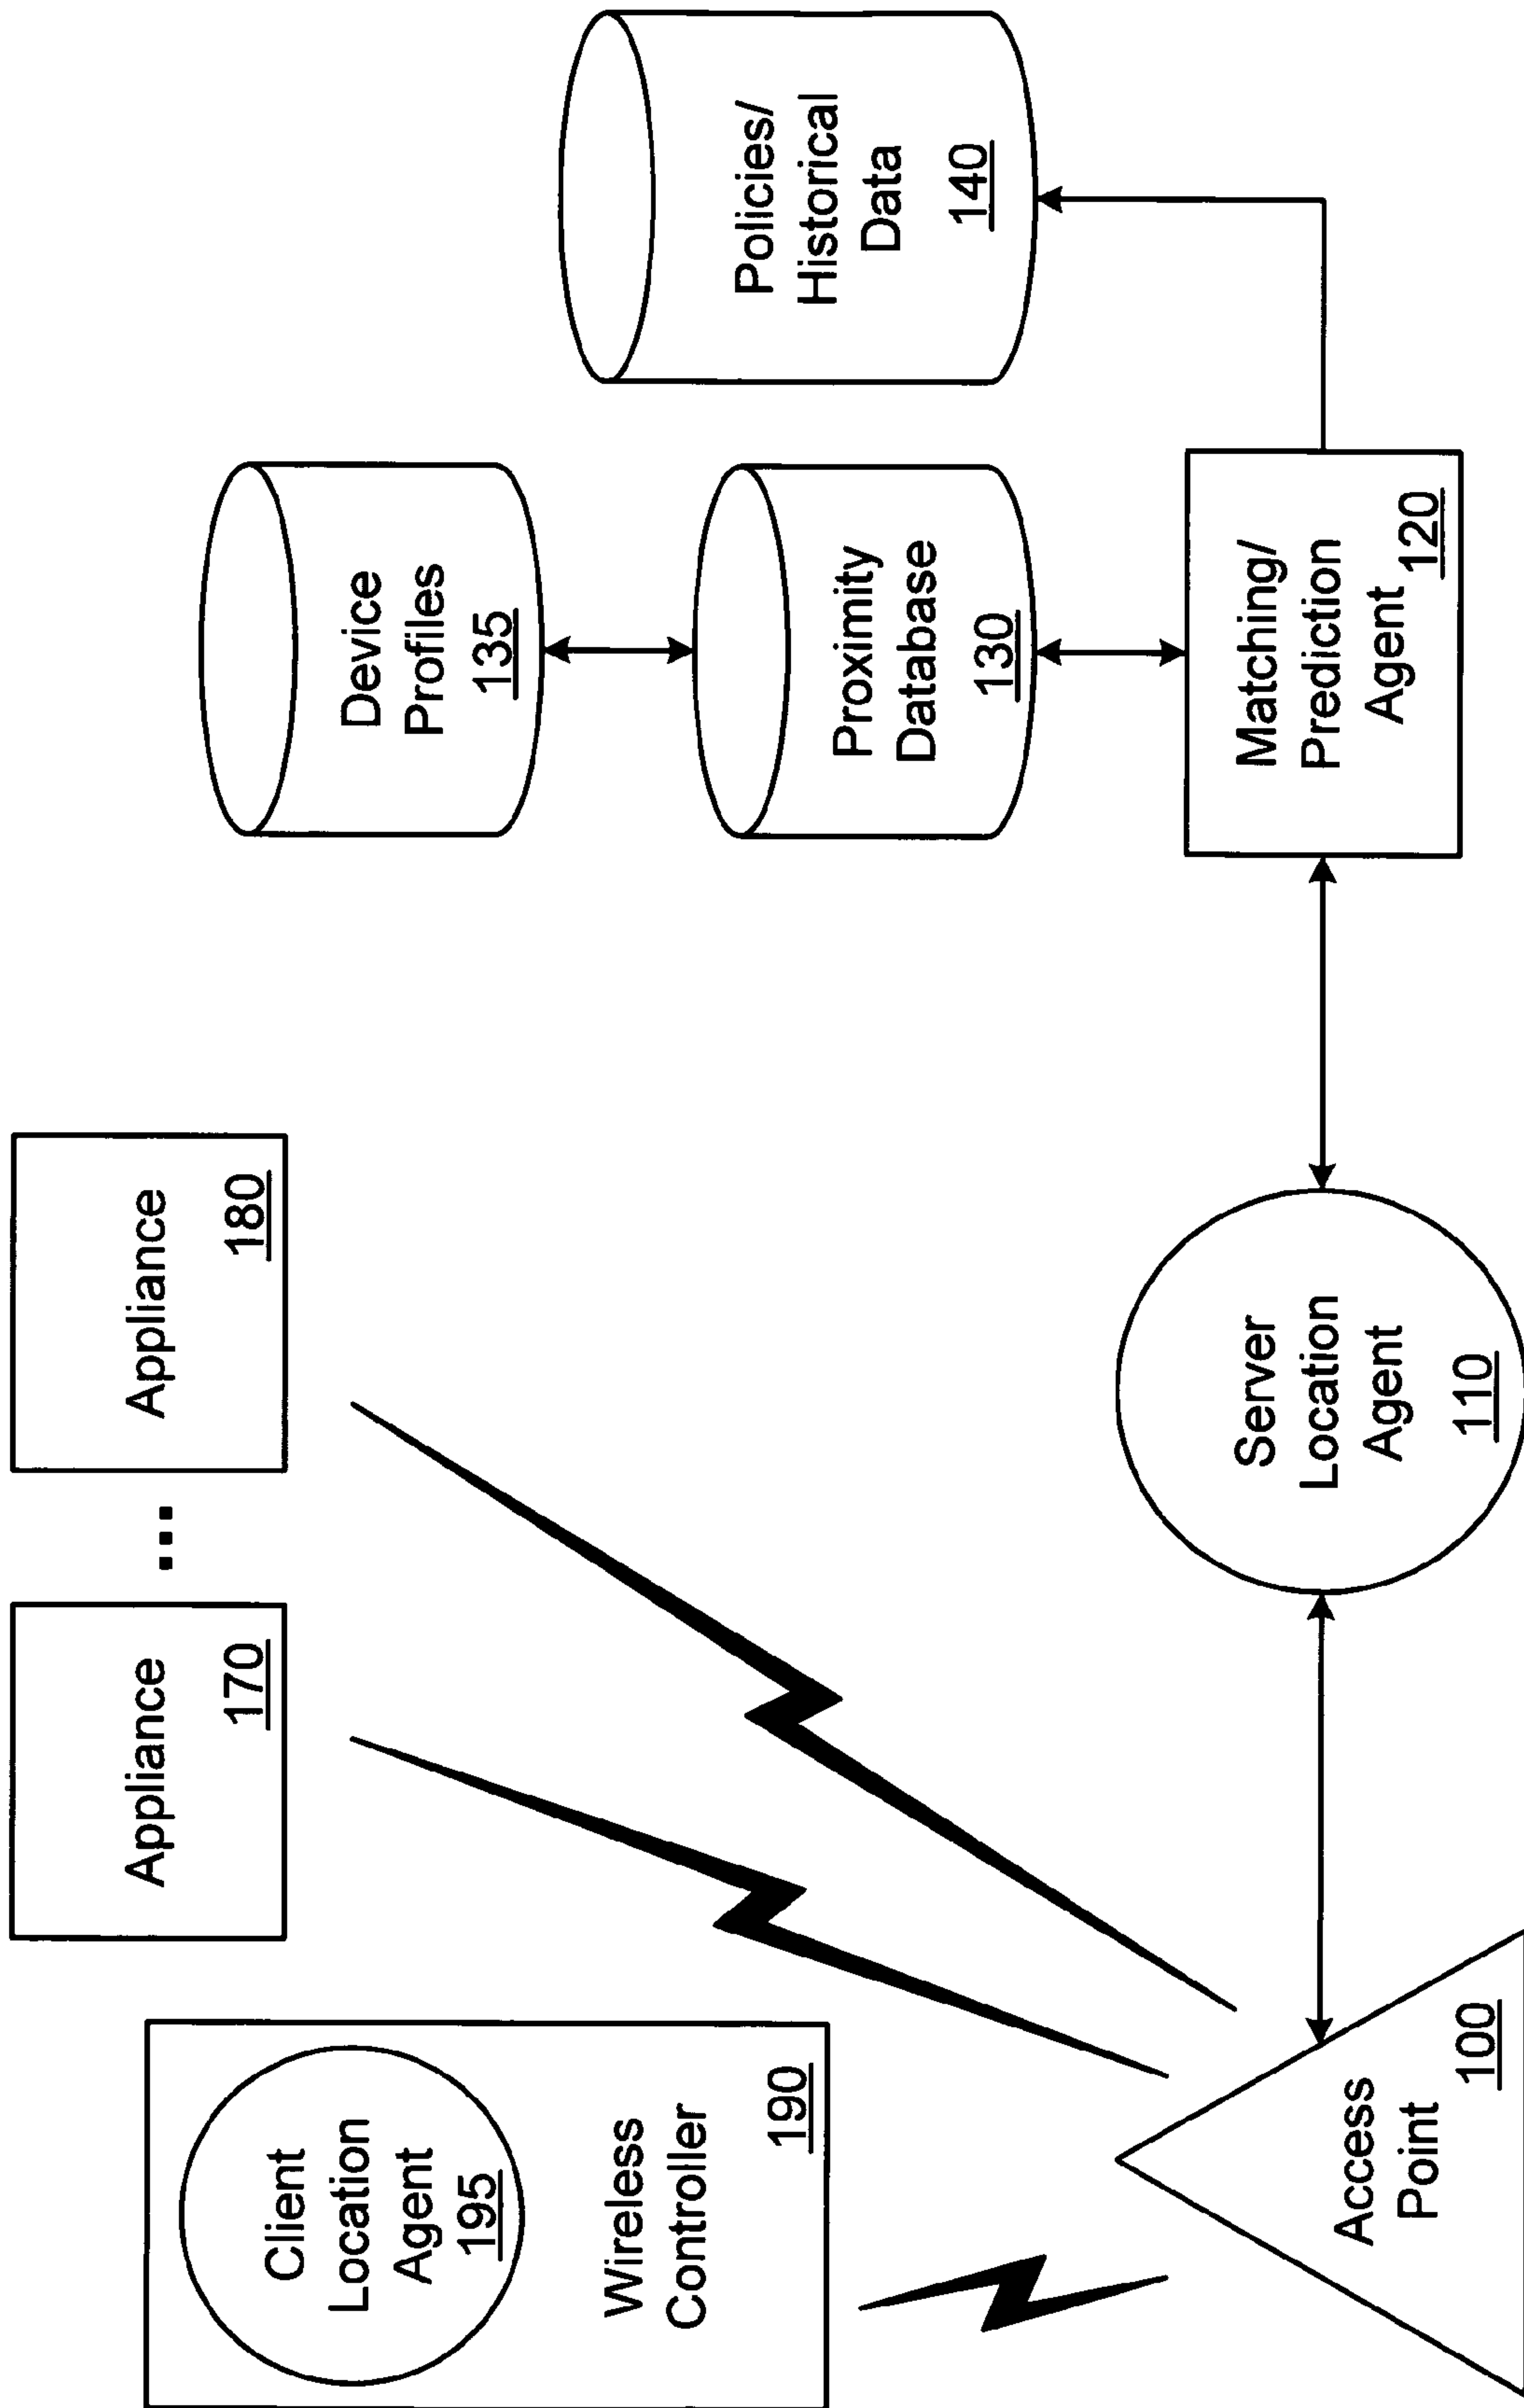 Client
Location
Agent
195
Wireless
Controller
190
Appliance
170
...
Appliance
180
Device
Profiles
135
Proximity
Database
130
Policies/
Historical
Data
140
Access
Point
100
Server
Location
Agent
110
Matching/
Prediction
Agent 120